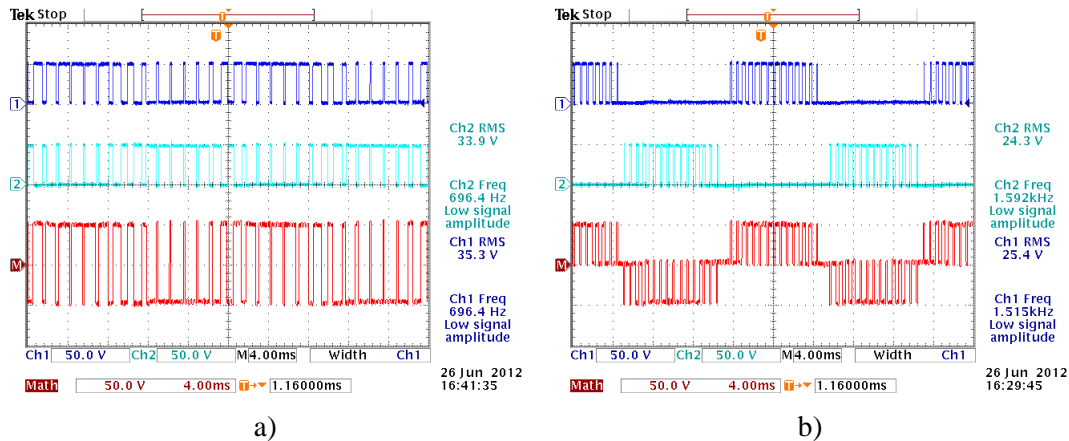 Tek Stop
T
T
1
2
M
Ch2 RMS
33.9 V
Ch2 Freq
696.4 Hz
Low signal
amplitude
Ch1 RMS
35.3 V
Ch1 Freq
696.4 Hz
Low signal
amplitude
Ch1 50.0 V Ch2 50.0 V M 4.00ms Width Ch1
Math 50.0 V 4.00ms T 1.16000ms
26 Jun 2012
16:41:35
a)
Tek Stop
T
T
1
2
M
Ch2 RMS
24.3 V
Ch2 Freq
1.592kHz
Low signal
amplitude
Ch1 RMS
25.4 V
Ch1 Freq
1.515kHz
Low signal
amplitude
Ch1 50.0 V Ch2 50.0 V M 4.00ms Width Ch1
Math 50.0 V 4.00ms T 1.16000ms
26 Jun 2012
16:29:45
b)